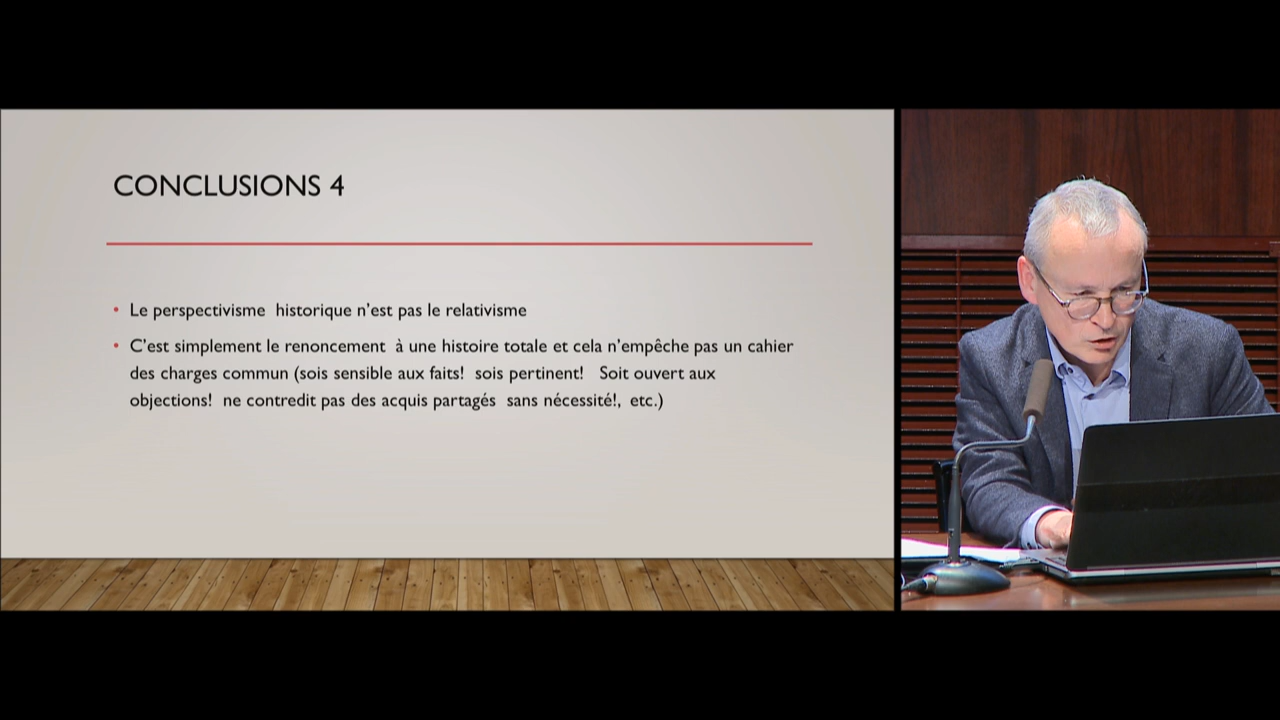 CONCLUSIONS 4
• Le perspectivisme  historique n’est pas le relativisme
• C’est simplement le renoncement  à une histoire totale et cela n’empêche pas un cahier
des charges commun (sois sensible aux faits!  sois pertinent!   Soit ouvert aux
objections!  ne contredit pas des acquis partagés  sans nécessité!,  etc.)